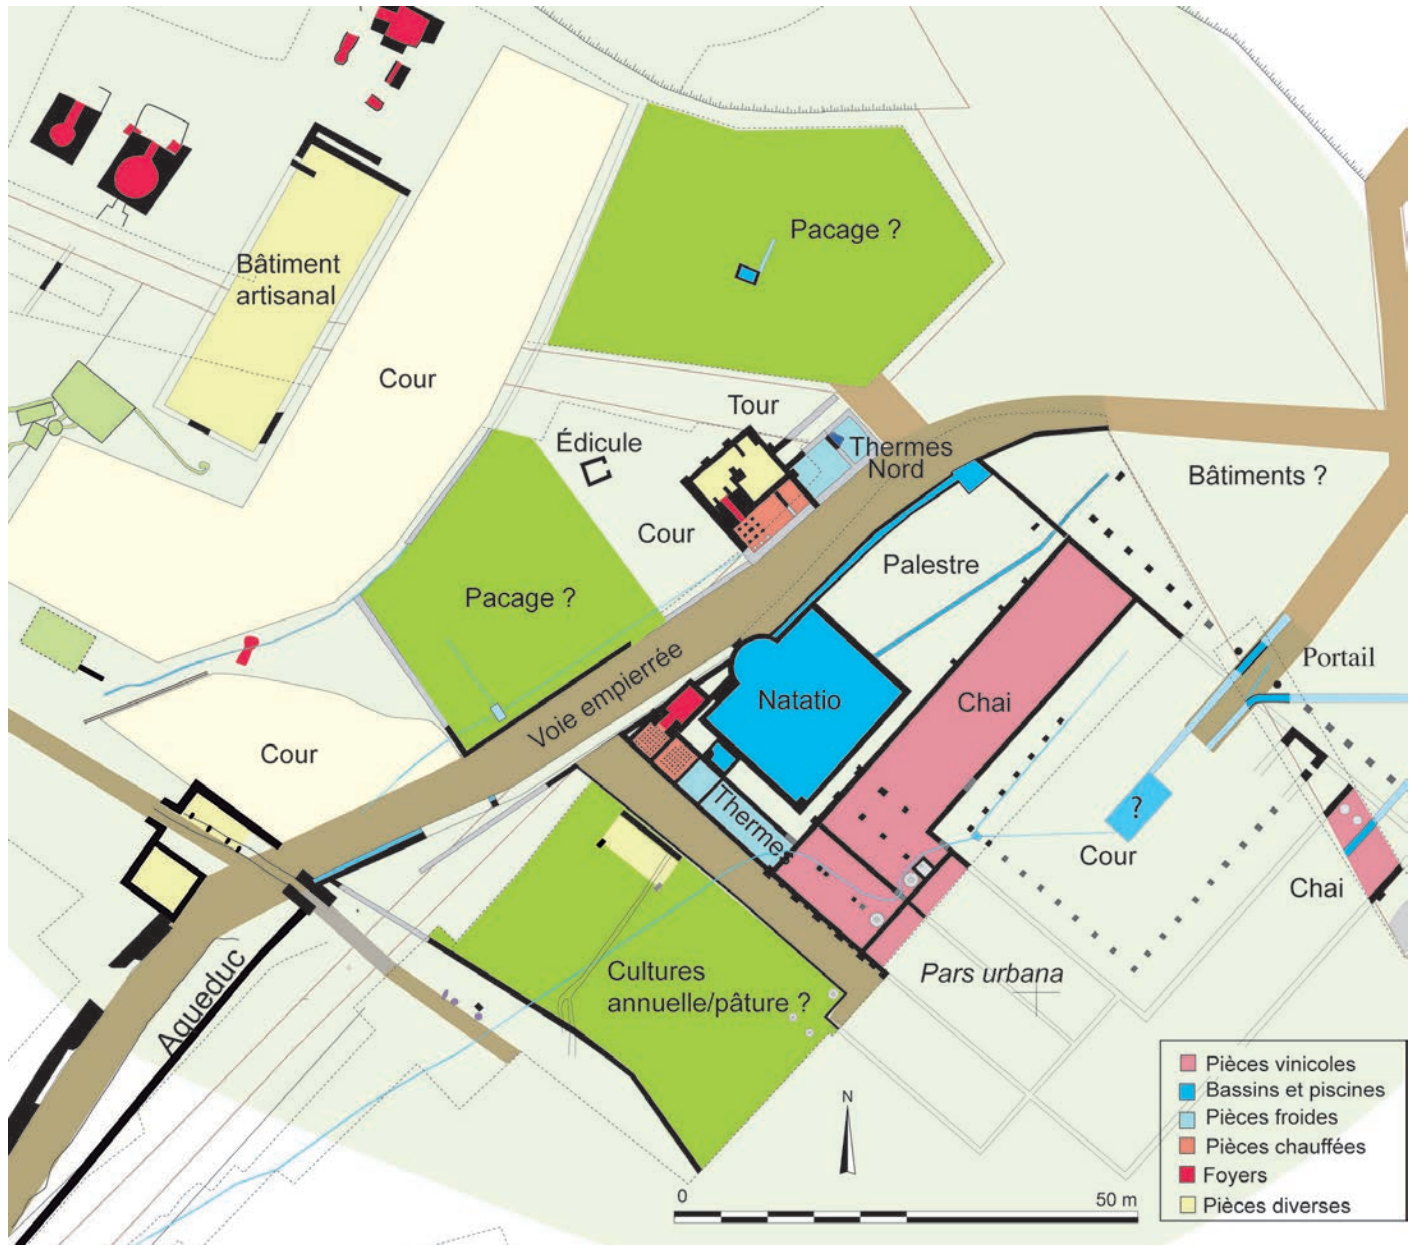 Pacage ?
Bâtiment
artisanal
Cour
Tour
Édicule
Thermes
Nord
Bâtiments ?
Cour
Palestre
Pacage ?
Voie empierrée
Portail
Natatio
Chai
Cour
Thermes
?
Cour
Chai
Cultures
annuelle/pâture ?
Pars urbana
Aqueduc
N
0
50 m
Pièces vinicoles
Bassins et piscines
Pièces froides
Pièces chauffées
Foyers
Pièces diverses